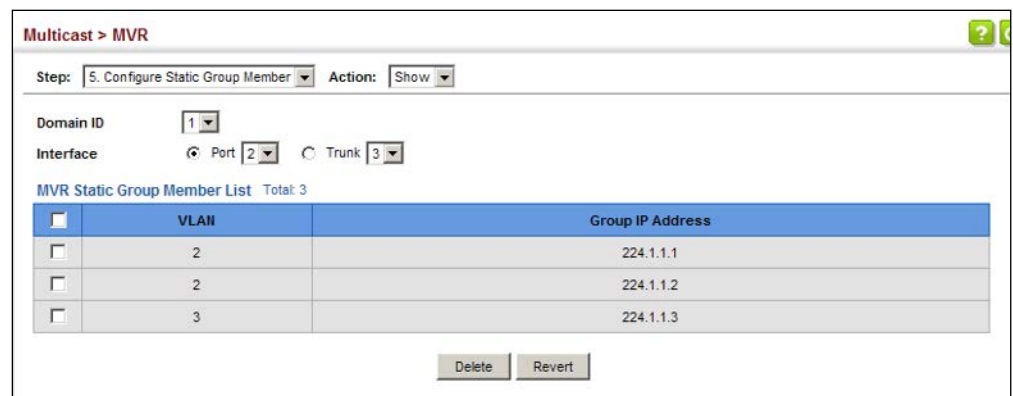 Multicast > MVR ?
Step: 5. Configure Static Group Member Action: Show
Domain ID 1
Interface Port 2 Trunk 3
MVR Static Group Member List Total: 3
VLAN Group IP Address
2 224.1.1.1
2 224.1.1.2
3 224.1.1.3
Delete Revert